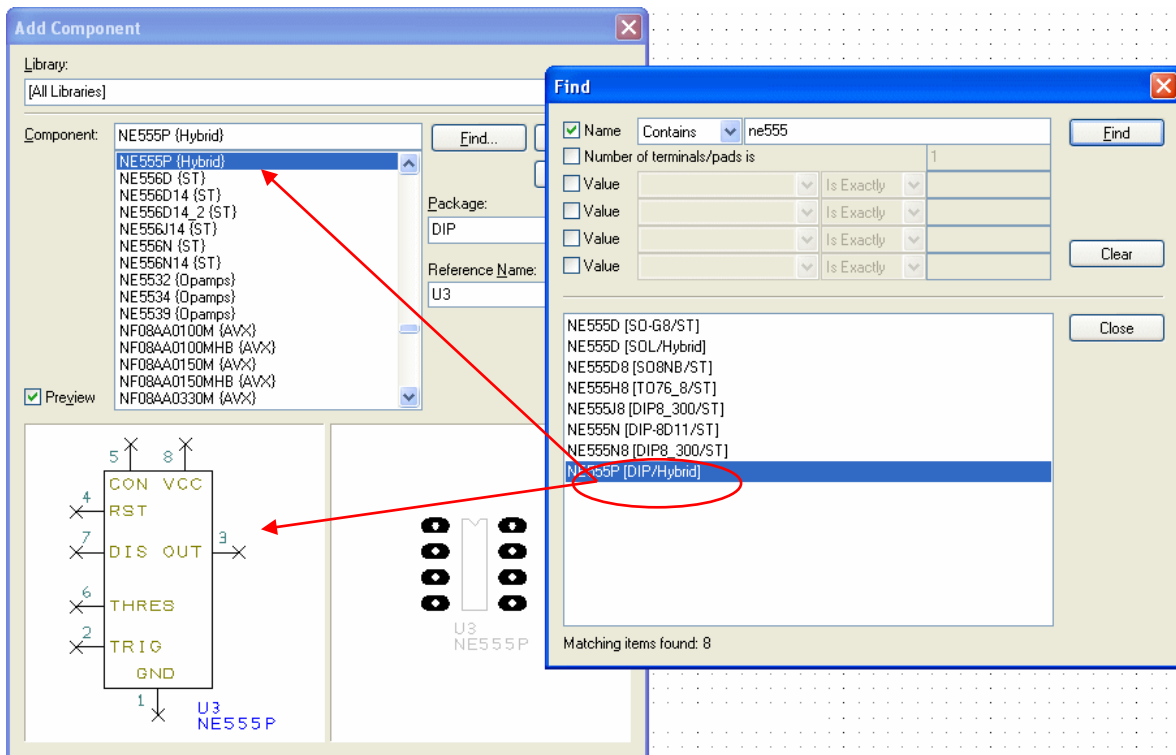 Add Component
Library:
[All Libraries]
Component:
NE555P {Hybrid}
Find...
NE555P {Hybrid}
NE556D {ST}
NE556D14 {ST}
NE556D14_2 {ST}
NE556J14 {ST}
NE556N {ST}
NE556N14 {ST}
NE5532 {Opamps}
NE5534 {Opamps}
NE5539 {Opamps}
NF08AA0100M {AVX}
NF08AA0100MHB {AVX}
NF08AA0150M {AVX}
NF08AA0150MHB {AVX}
NF08AA0330M {AVX}
Package:
DIP
Reference Name:
U3
Preview
5 8
CON VCC
4
RST
7 3
DIS OUT
6
THRES
2
TRIG
GND
1
U3
NE555P
U3
NE555P
Find
Name Contains ne555
Find
Number of terminals/pads is 1
Value Is Exactly
Value Is Exactly
Value Is Exactly
Value Is Exactly
Clear
NE555D [SO-G8/ST]
NE555D [SOL/Hybrid]
NE555D8 [SO8NB/ST]
NE555H8 [TO76_8/ST]
NE555J8 [DIP8_300/ST]
NE555N [DIP-8D11/ST]
NE555N8 [DIP8_300/ST]
NE555P [DIP/Hybrid]
Close
Matching items found: 8